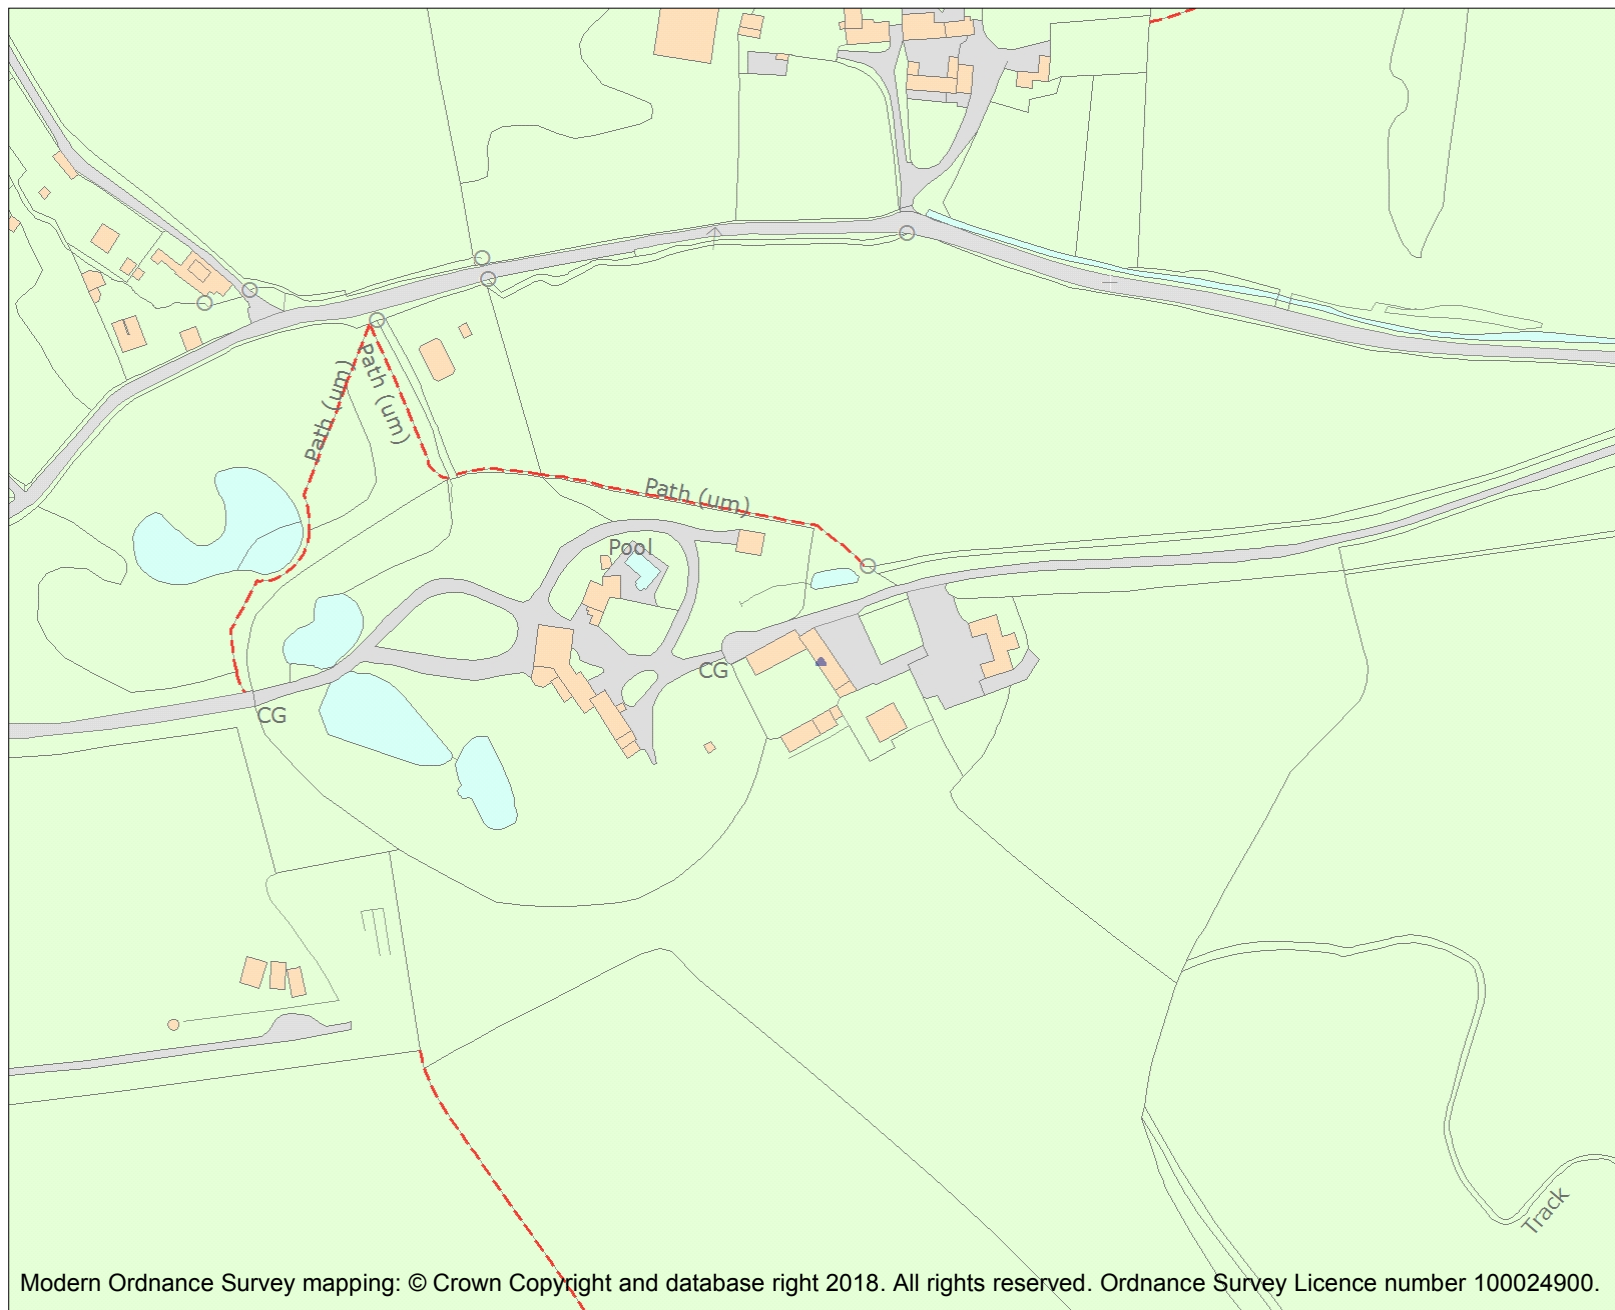 Path (um)
Path (um)
Path (um)
Pool
CG
CG
Track
Modern Ordnance Survey mapping: © Crown Copyright and database right 2018. All rights reserved. Ordnance Survey Licence number 100024900.